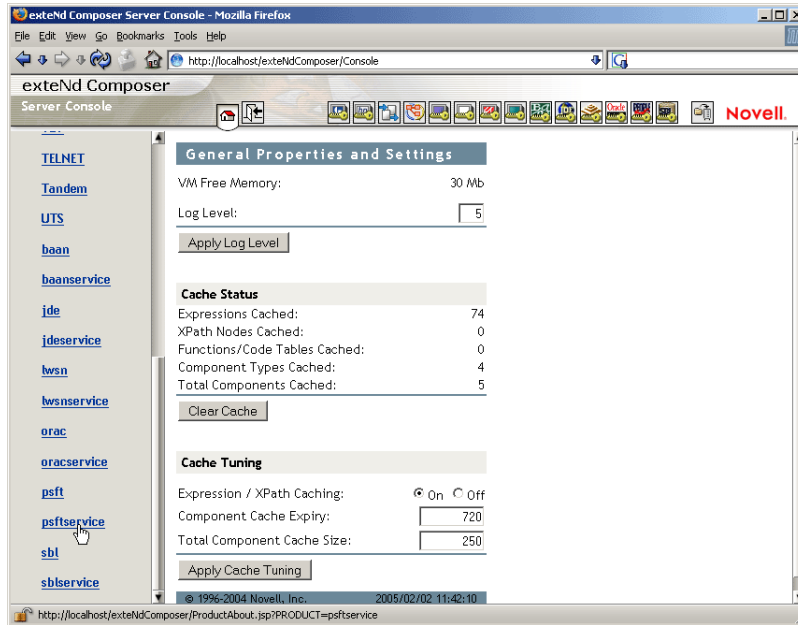 exteNd Composer Server Console - Mozilla Firefox
File Edit View Go Bookmarks Tools Help
http://localhost/exteNdComposer/Console
exteNd Composer
Server Console
Novell.
TELNET
Tandem
UTS
baan
baanservice
jde
jdeservice
lwsn
lwsnservice
orac
oracservice
psft
psftservice
sbl
sblservice
General Properties and Settings
VM Free Memory: 30 Mb
Log Level: 5
Apply Log Level
Cache Status
Expressions Cached: 74
XPath Nodes Cached: 0
Functions/Code Tables Cached: 0
Component Types Cached: 4
Total Components Cached: 5
Clear Cache
Cache Tuning
Expression / XPath Caching: On Off
Component Cache Expiry: 720
Total Component Cache Size: 250
Apply Cache Tuning
© 1996-2004 Novell, Inc. 2005/02/02 11:42:10
http://localhost/exteNdComposer/ProductAbout.jsp?PRODUCT=psftservice